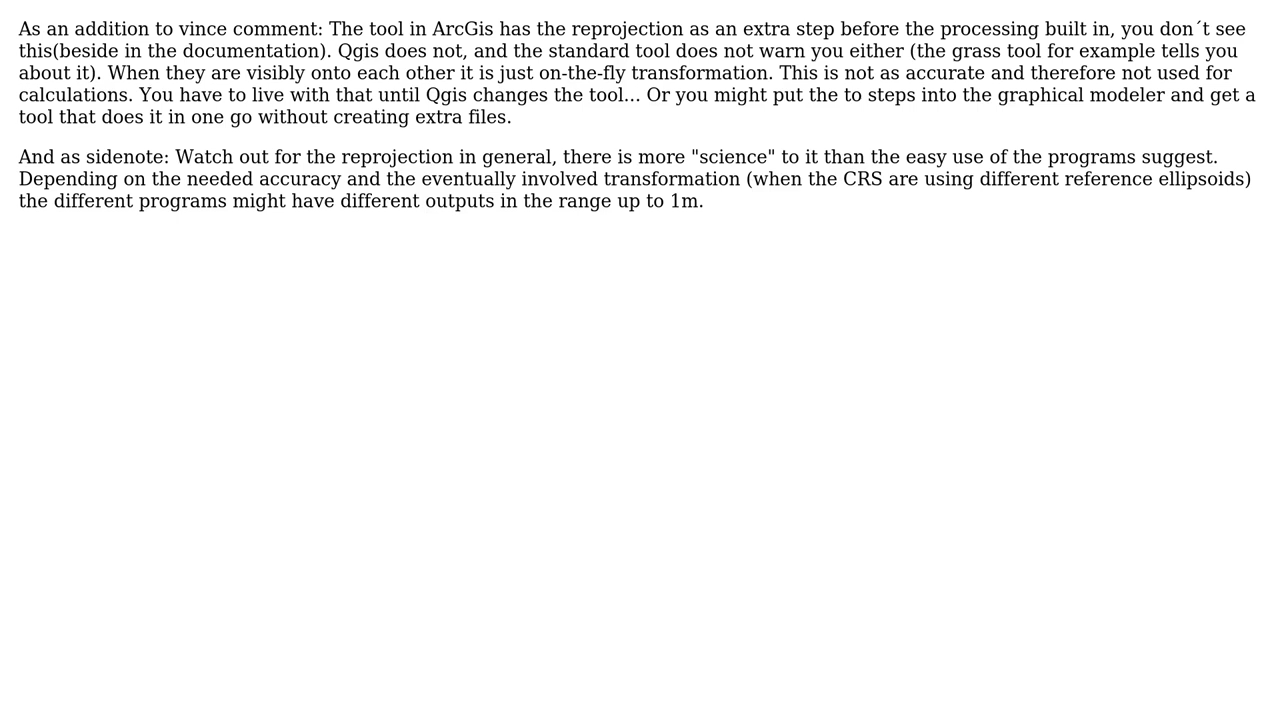 As an addition to vince comment: The tool in ArcGis has the reprojection as an extra step before the processing built in, you don´t see
this(beside in the documentation). Qgis does not, and the standard tool does not warn you either (the grass tool for example tells you
about it). When they are visibly onto each other it is just on-the-fly transformation. This is not as accurate and therefore not used for
calculations. You have to live with that until Qgis changes the tool... Or you might put the to steps into the graphical modeler and get a
tool that does it in one go without creating extra files.
And as sidenote: Watch out for the reprojection in general, there is more "science" to it than the easy use of the programs suggest.
Depending on the needed accuracy and the eventually involved transformation (when the CRS are using different reference ellipsoids)
the different programs might have different outputs in the range up to 1m.